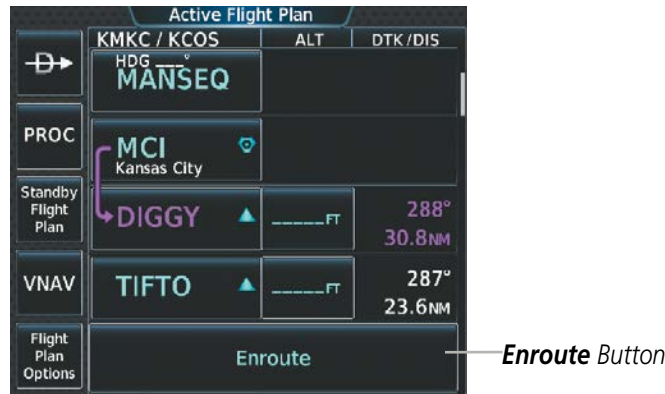 Active Flight Plan
KMKC / KCOS
ALT
DTK/DIS
HDG ___°
MANSEQ
PROC
MCI
Kansas City
Standby
Flight
Plan
DIGGY
_____FT
288°
30.8NM
VNAV
TIFTO
_____FT
287°
23.6NM
Flight
Plan
Options
Enroute
Enroute Button